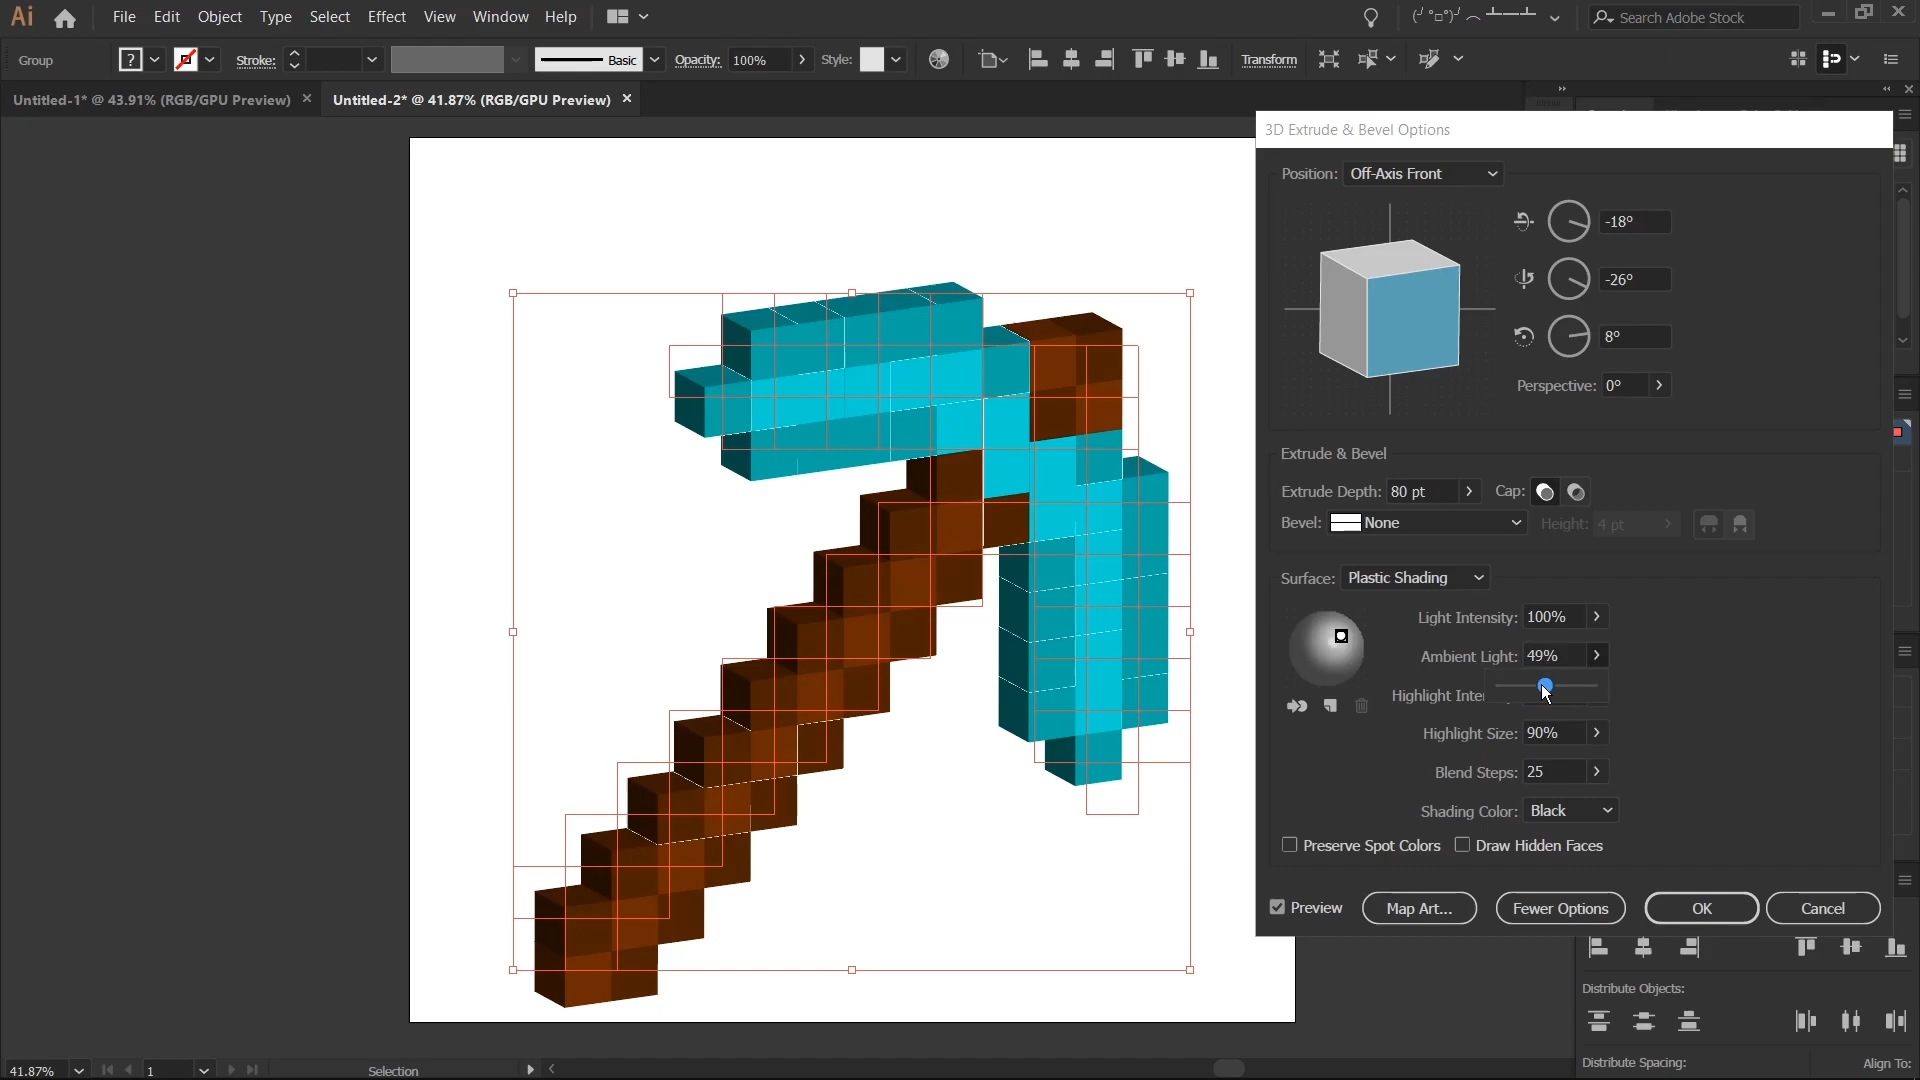 Ai File Edit Object Type Select Effect View Window Help Search Adobe Stock
Group ? Stroke: Basic Opacity: 100% Style: Transform
Untitled-1* @ 43.91% (RGB/GPU Preview) × Untitled-2* @ 41.87% (RGB/GPU Preview) ×
3D Extrude & Bevel Options
Position: Off-Axis Front
-18°
-26°
8°
Perspective: 0°
Extrude & Bevel
Extrude Depth: 80 pt Cap:
Bevel: None Height: 4 pt
Surface: Plastic Shading
Light Intensity: 100%
Ambient Light: 49%
Highlight Inte
Highlight Size: 90%
Blend Steps: 25
Shading Color: Black
Preserve Spot Colors Draw Hidden Faces
Preview Map Art... Fewer Options OK Cancel
Distribute Objects:
Distribute Spacing: Align To:
41.87% 1 Selection